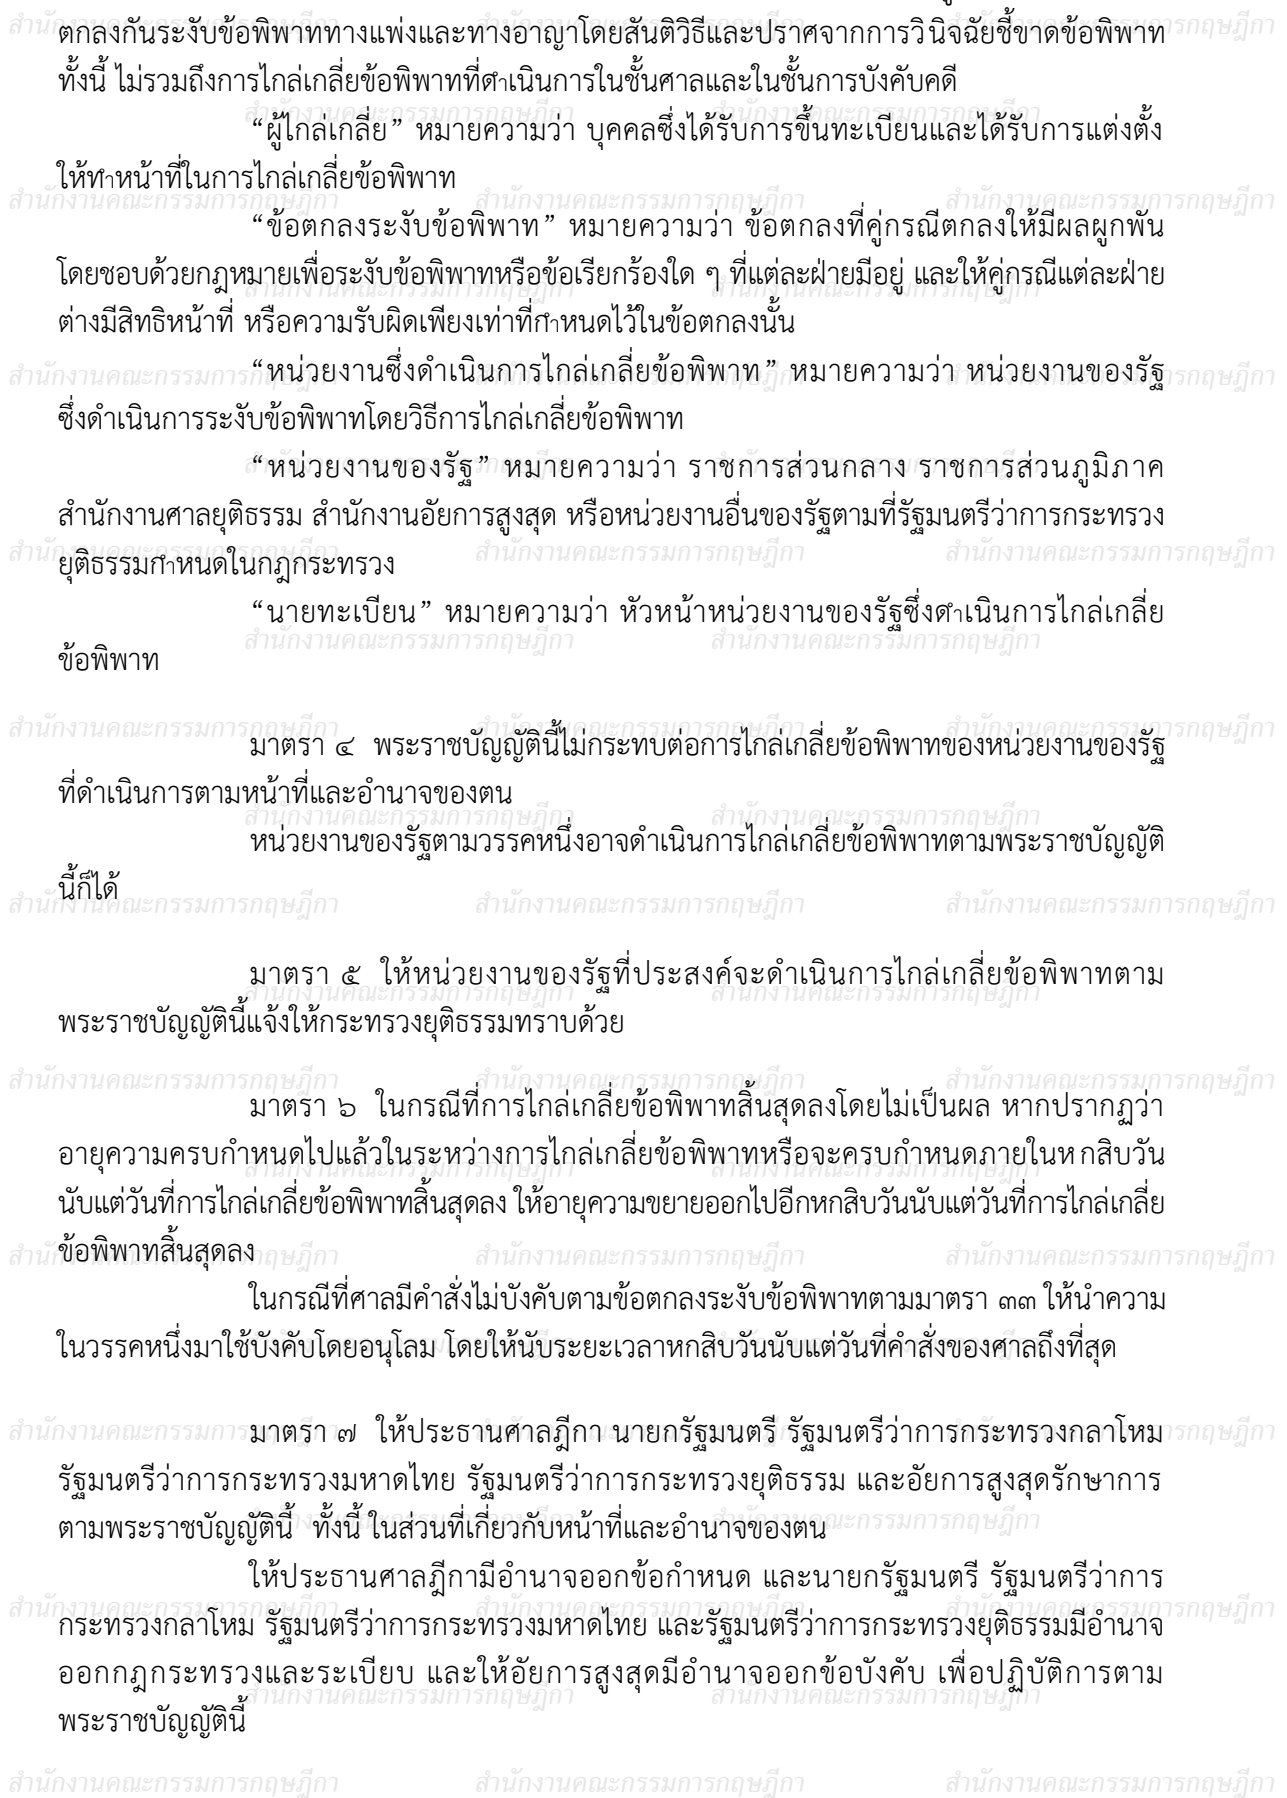 ตกลงกันระงับข้อพิพาททางแพ่งและทางอาญาโดยสันติวิธีและปราศจากการวินิจฉัยชี้ขาดข้อพิพาท
ทั้งนี้ ไม่รวมถึงการไกล่เกลี่ยข้อพิพาทที่ดำเนินการในชั้นศาลและในชั้นการบังคับคดี
“ผู้ไกล่เกลี่ย” หมายความว่า บุคคลซึ่งได้รับการขึ้นทะเบียนและได้รับการแต่งตั้ง
ให้ทำหน้าที่ในการไกล่เกลี่ยข้อพิพาท
“ข้อตกลงระงับข้อพิพาท” หมายความว่า ข้อตกลงที่คู่กรณีตกลงให้มีผลผูกพัน
โดยชอบด้วยกฎหมายเพื่อระงับข้อพิพาทหรือข้อเรียกร้องใด ๆ ที่แต่ละฝ่ายมีอยู่ และให้คู่กรณีแต่ละฝ่าย
ต่างมีสิทธิหน้าที่ หรือความรับผิดเพียงเท่าที่กำหนดไว้ในข้อตกลงนั้น
“หน่วยงานซึ่งดำเนินการไกล่เกลี่ยข้อพิพาท” หมายความว่า หน่วยงานของรัฐ
ซึ่งดำเนินการระงับข้อพิพาทโดยวิธีการไกล่เกลี่ยข้อพิพาท
“หน่วยงานของรัฐ” หมายความว่า ราชการส่วนกลาง ราชการส่วนภูมิภาค
สำนักงานศาลยุติธรรม สำนักงานอัยการสูงสุด หรือหน่วยงานอื่นของรัฐตามที่รัฐมนตรีว่าการกระทรวง
ยุติธรรมกำหนดในกฎกระทรวง
“นายทะเบียน” หมายความว่า หัวหน้าหน่วยงานของรัฐซึ่งดำเนินการไกล่เกลี่ย
ข้อพิพาท
มาตรา ๔ พระราชบัญญัตินี้ไม่กระทบต่อการไกล่เกลี่ยข้อพิพาทของหน่วยงานของรัฐ
ที่ดำเนินการตามหน้าที่และอำนาจของตน
หน่วยงานของรัฐตามวรรคหนึ่งอาจดำเนินการไกล่เกลี่ยข้อพิพาทตามพระราชบัญญัติ
นี้ก็ได้
มาตรา ๕ ให้หน่วยงานของรัฐที่ประสงค์จะดำเนินการไกล่เกลี่ยข้อพิพาทตาม
พระราชบัญญัตินี้แจ้งให้กระทรวงยุติธรรมทราบด้วย
มาตรา ๖ ในกรณีที่การไกล่เกลี่ยข้อพิพาทสิ้นสุดลงโดยไม่เป็นผล หากปรากฏว่า
อายุความครบกำหนดไปแล้วในระหว่างการไกล่เกลี่ยข้อพิพาทหรือจะครบกำหนดภายในหกสิบวัน
นับแต่วันที่การไกล่เกลี่ยข้อพิพาทสิ้นสุดลง ให้อายุความขยายออกไปอีกหกสิบวันนับแต่วันที่การไกล่เกลี่ย
ข้อพิพาทสิ้นสุดลง
ในกรณีที่ศาลมีคำสั่งไม่บังคับตามข้อตกลงระงับข้อพิพาทตามมาตรา ๓๓ ให้นำความ
ในวรรคหนึ่งมาใช้บังคับโดยอนุโลม โดยให้นับระยะเวลาหกสิบวันนับแต่วันที่คำสั่งของศาลถึงที่สุด
มาตรา ๗ ให้ประธานศาลฎีกา นายกรัฐมนตรี รัฐมนตรีว่าการกระทรวงกลาโหม
รัฐมนตรีว่าการกระทรวงมหาดไทย รัฐมนตรีว่าการกระทรวงยุติธรรม และอัยการสูงสุดรักษาการ
ตามพระราชบัญญัตินี้ ทั้งนี้ ในส่วนที่เกี่ยวกับหน้าที่และอำนาจของตน
ให้ประธานศาลฎีกามีอำนาจออกข้อกำหนด และนายกรัฐมนตรี รัฐมนตรีว่าการ
กระทรวงกลาโหม รัฐมนตรีว่าการกระทรวงมหาดไทย และรัฐมนตรีว่าการกระทรวงยุติธรรมมีอำนาจ
ออกกฎกระทรวงและระเบียบ และให้อัยการสูงสุดมีอำนาจออกข้อบังคับ เพื่อปฏิบัติการตาม
พระราชบัญญัตินี้
สำนักงานคณะกรรมการกฤษฎีกา สำนักงานคณะกรรมการกฤษฎีกา สำนักงานคณะกรรมการกฤษฎีกา